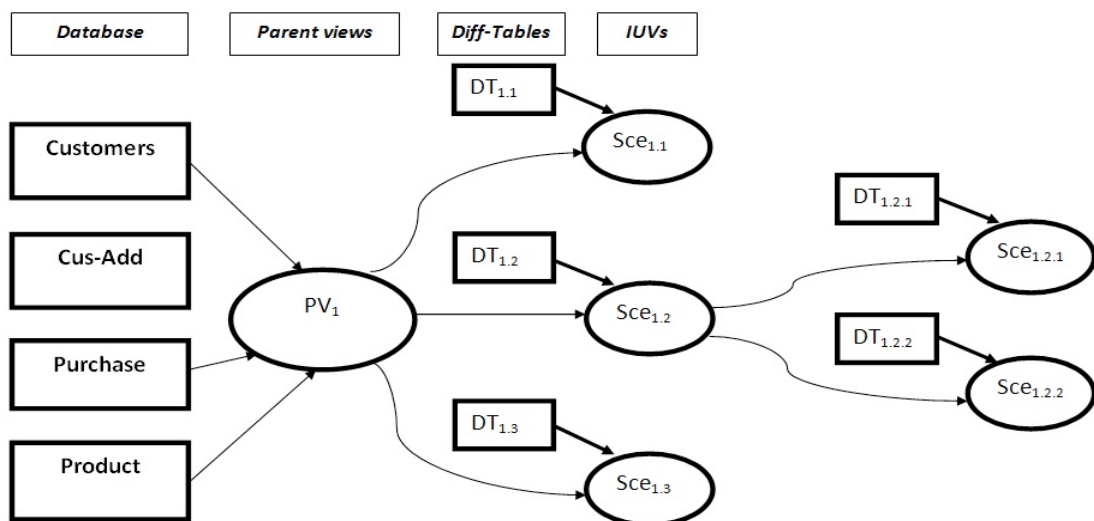 Database
Parent views
Diff-Tables
IUVs
DT1.1
Sce1.1
Customers
DT1.2.1
Sce1.2.1
Cus-Add
DT1.2
PV1
Sce1.2
DT1.2.2
Purchase
Sce1.2.2
DT1.3
Product
Sce1.3